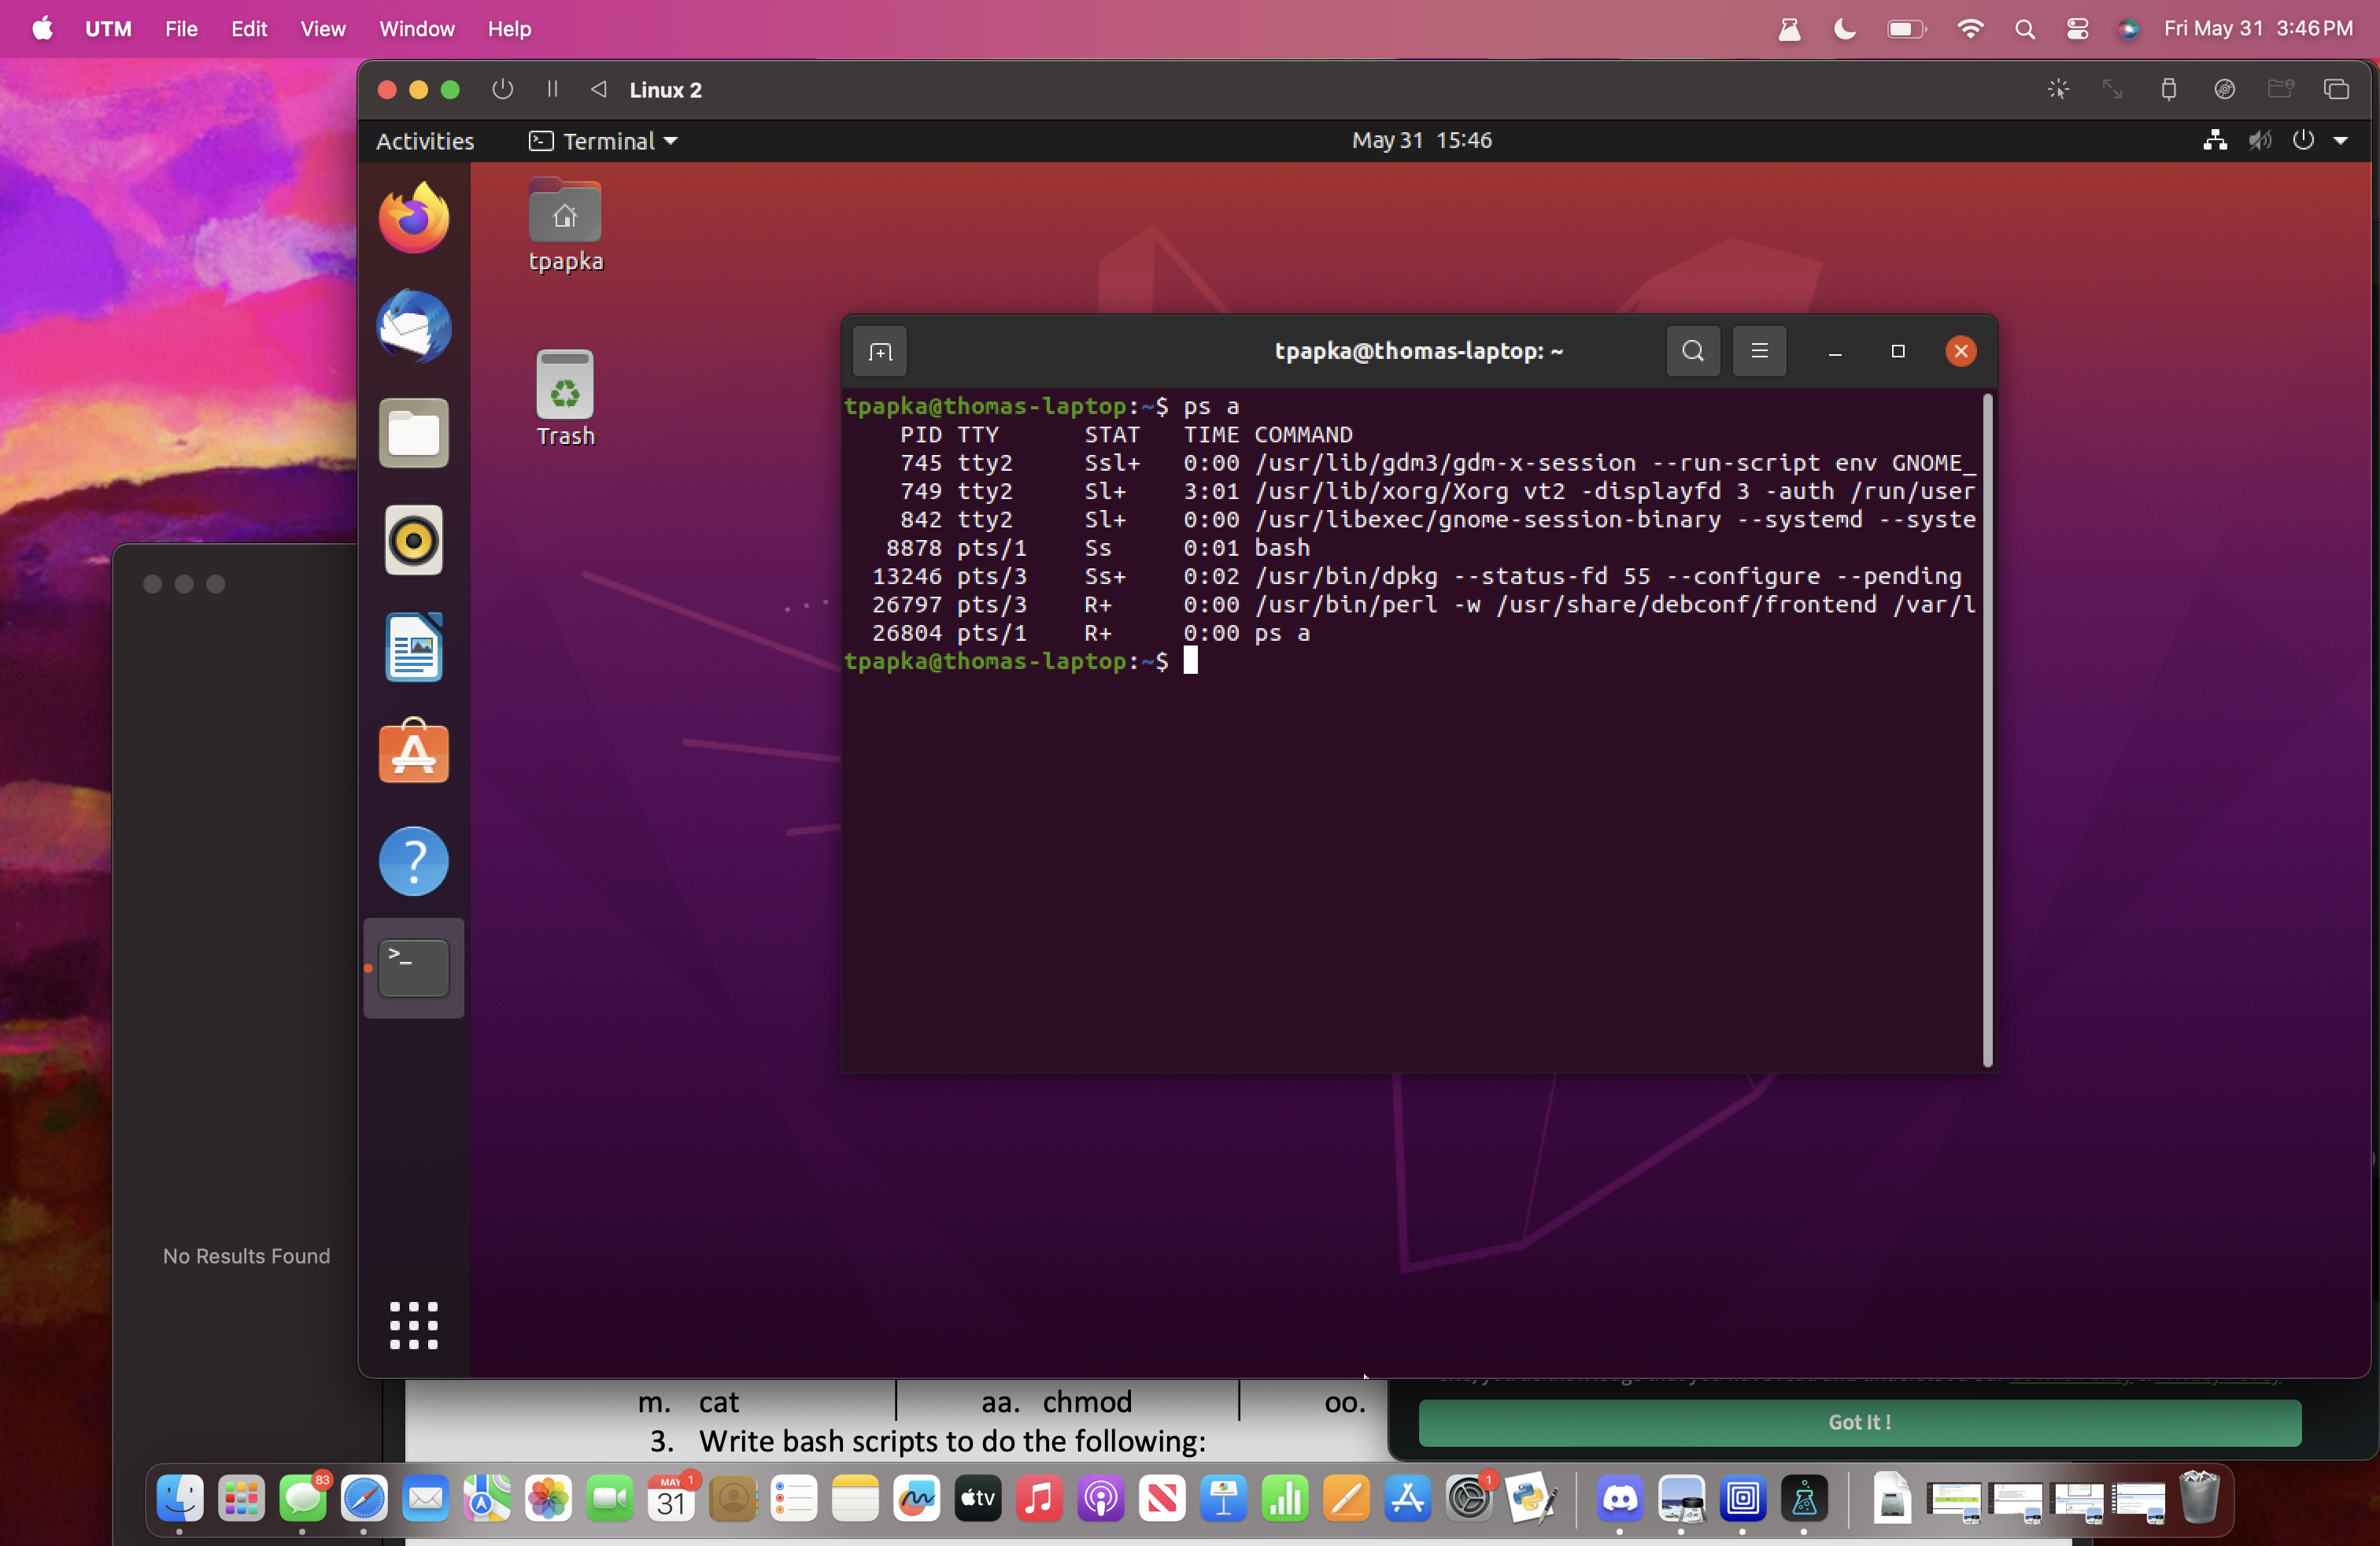 UTM File Edit View Window Help Fri May 31 3:46 PM
Linux 2
Activities Terminal May 31 15:46
tpapka
Trash
tpapka@thomas-laptop: ~
tpapka@thomas-laptop:~$ ps a
PID TTY STAT TIME COMMAND
745 tty2 Ssl+ 0:00 /usr/lib/gdm3/gdm-x-session --run-script env GNOME_
749 tty2 Sl+ 3:01 /usr/lib/xorg/Xorg vt2 -displayfd 3 -auth /run/user
842 tty2 Sl+ 0:00 /usr/libexec/gnome-session-binary --systemd --syste
8878 pts/1 Ss 0:01 bash
13246 pts/3 Ss+ 0:02 /usr/bin/dpkg --status-fd 55 --configure --pending
26797 pts/3 R+ 0:00 /usr/bin/perl -w /usr/share/debconf/frontend /var/l
26804 pts/1 R+ 0:00 ps a
tpapka@thomas-laptop:~$
No Results Found
m. cat aa. chmod oo.
3. Write bash scripts to do the following:
Got It !
83
MAY 31
1
tv
1